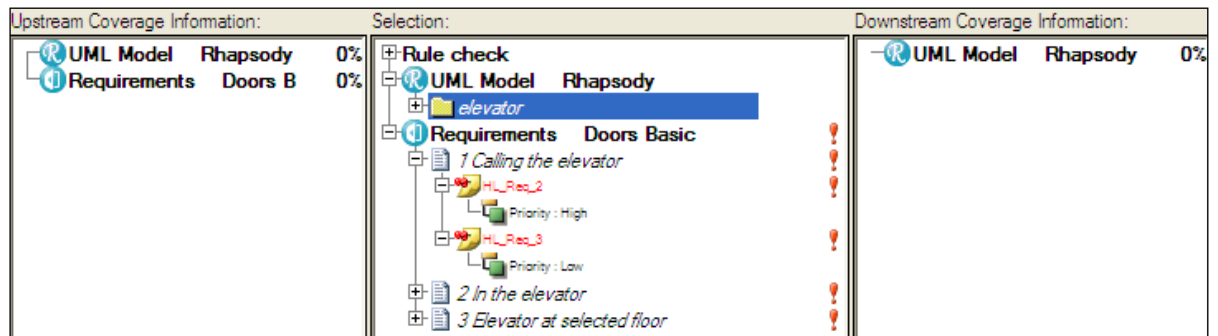 Upstream Coverage Information:
UML Model Rhapsody 0%
Requirements Doors B 0%
Selection:
Rule check
UML Model Rhapsody
elevator
Requirements Doors Basic
1 Calling the elevator
HL_Req_2
Priority : High
HL_Req_3
Priority : Low
2 In the elevator
3 Elevator at selected floor
Downstream Coverage Information:
UML Model Rhapsody 0%